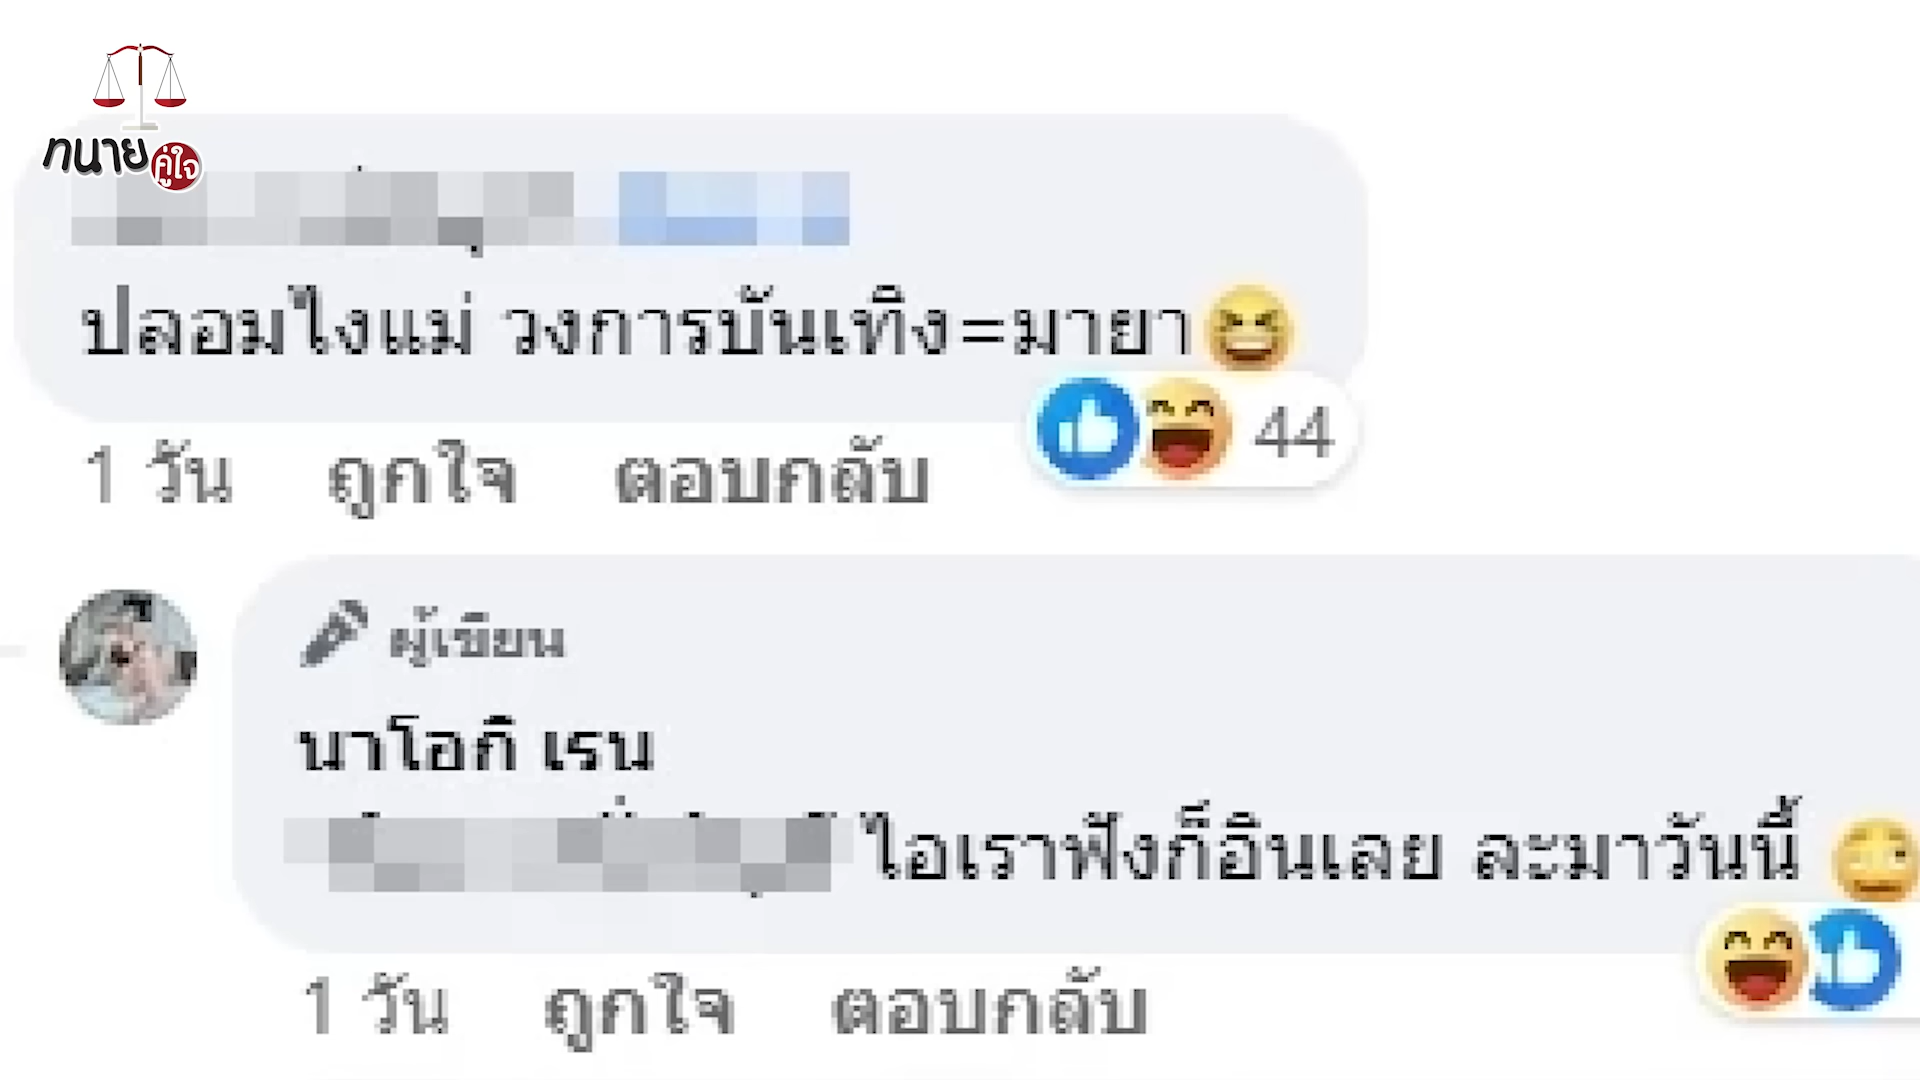 ทนายคู่ใจ
ปลอมไงแม่ วงการบันเทิง=มายา😆
44
1 วัน ถูกใจ ตอบกลับ
ผู้เขียน
นาโอกิ เรน
ไอเราฟังก็อินเลย ละมาวันนี้
1 วัน ถูกใจ ตอบกลับ